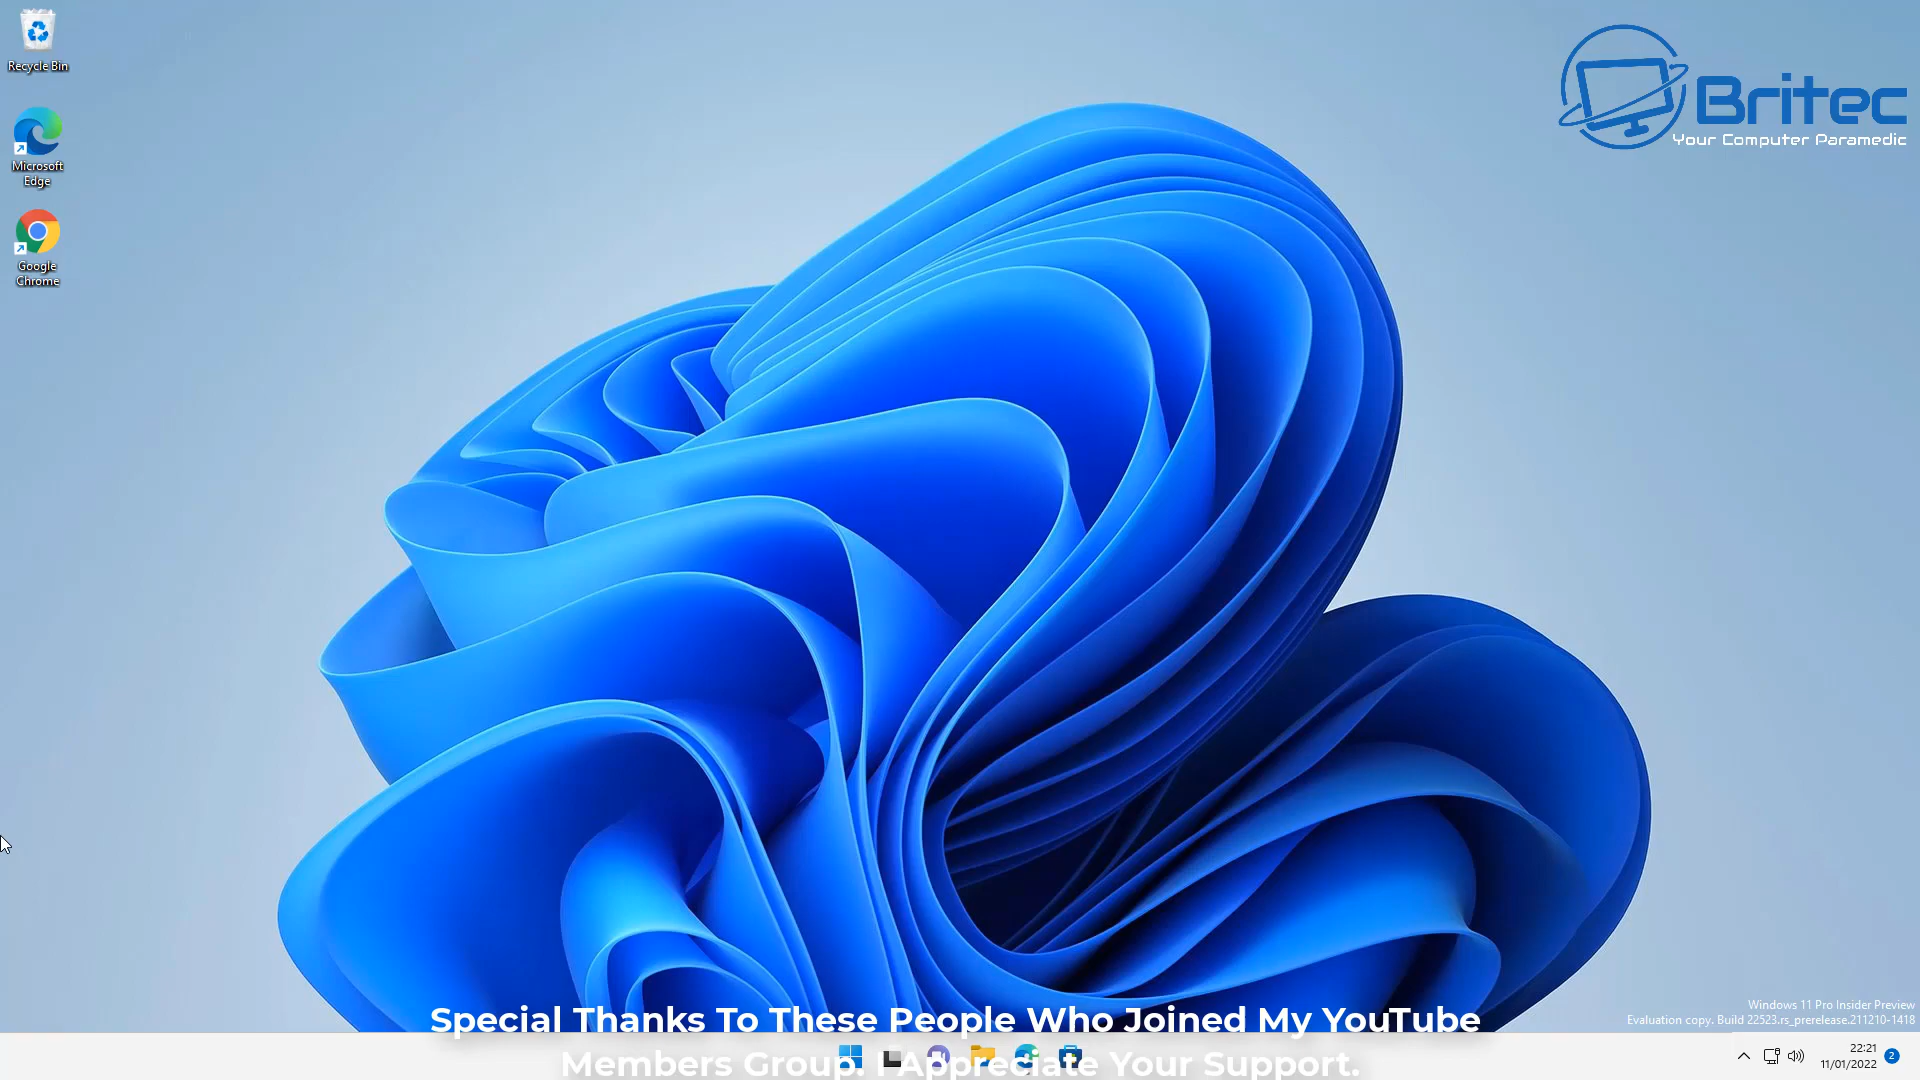 Recycle Bin
Microsoft
Edge
Google
Chrome
Britec
Your Computer Paramedic
Windows 11 Pro Insider Preview
Evaluation copy. Build 22523.rs_prerelease.211210-1418
Special Thanks To These People Who Joined My YouTube
Members Group. I Appreciate Your Support.
22:21
11/01/2022
2